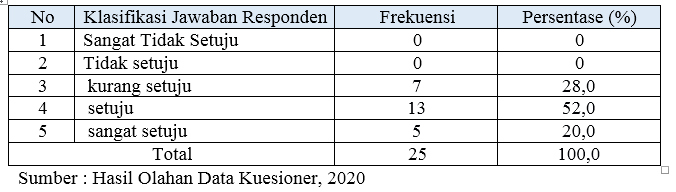 No Klasifikasi Jawaban Responden Frekuensi Persentase (%)
1 Sangat Tidak Setuju 0 0
2 Tidak setuju 0 0
3 kurang setuju 7 28,0
4 setuju 13 52,0
5 sangat setuju 5 20,0
Total 25 100,0
Sumber : Hasil Olahan Data Kuesioner, 2020